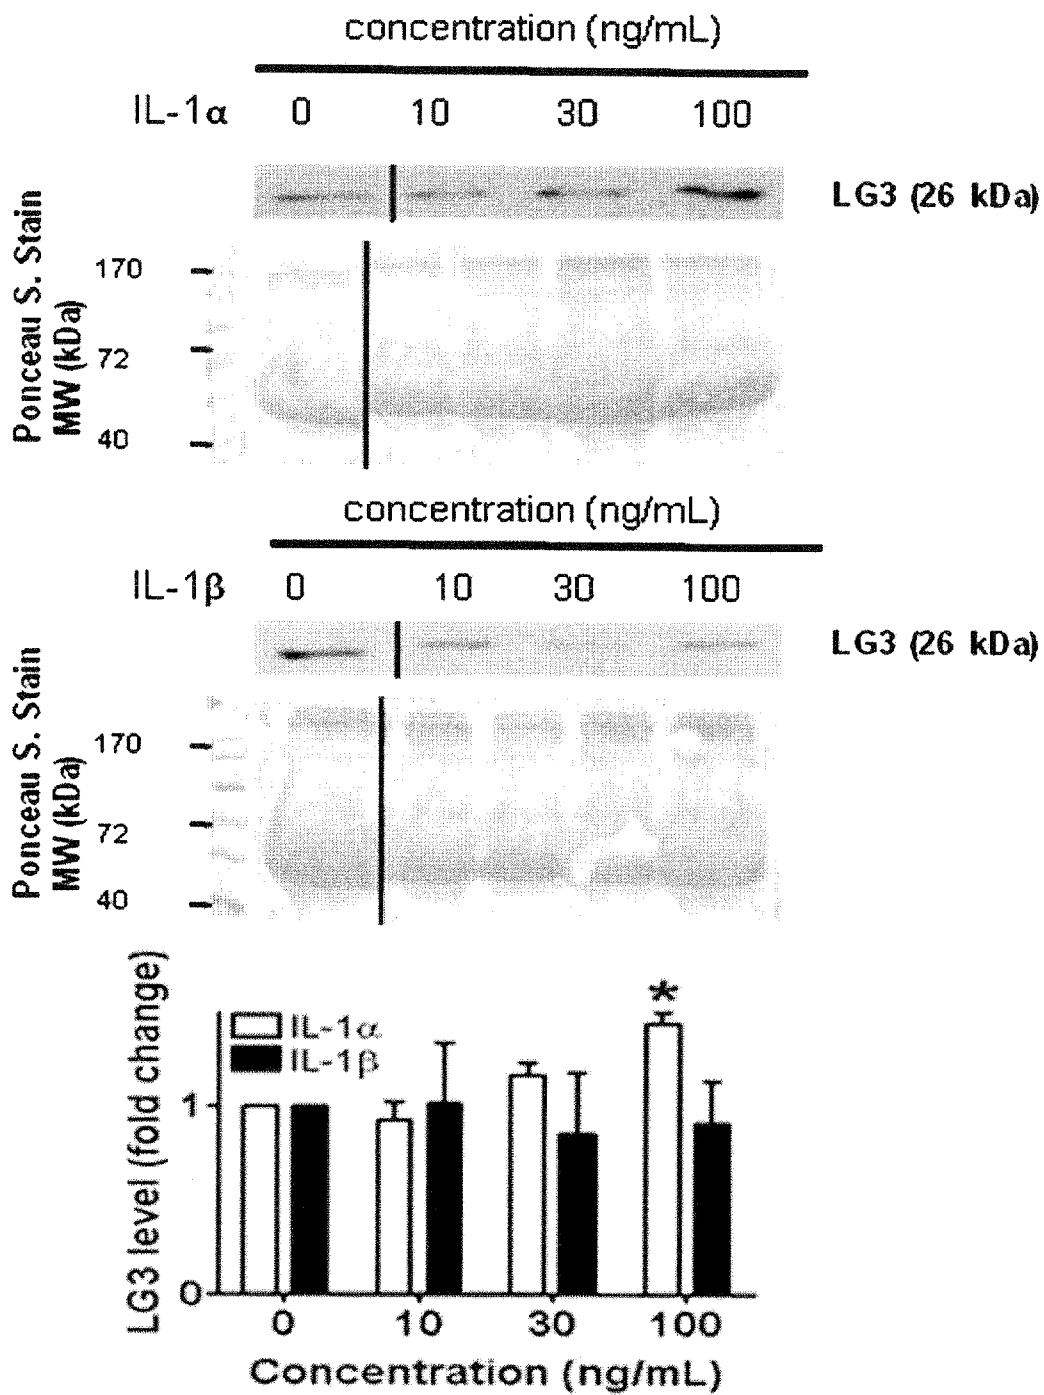 concentration (ng/mL)
IL-1α 0 10 30 100
LG3 (26 kDa)
Ponceau S. Stain
MW (kDa)
170
72
40
concentration (ng/mL)
IL-1β 0 10 30 100
LG3 (26 kDa)
Ponceau S. Stain
MW (kDa)
170
72
40
LG3 level (fold change)
*
IL-1α
IL-1β
1
0
0 10 30 100
Concentration (ng/mL)